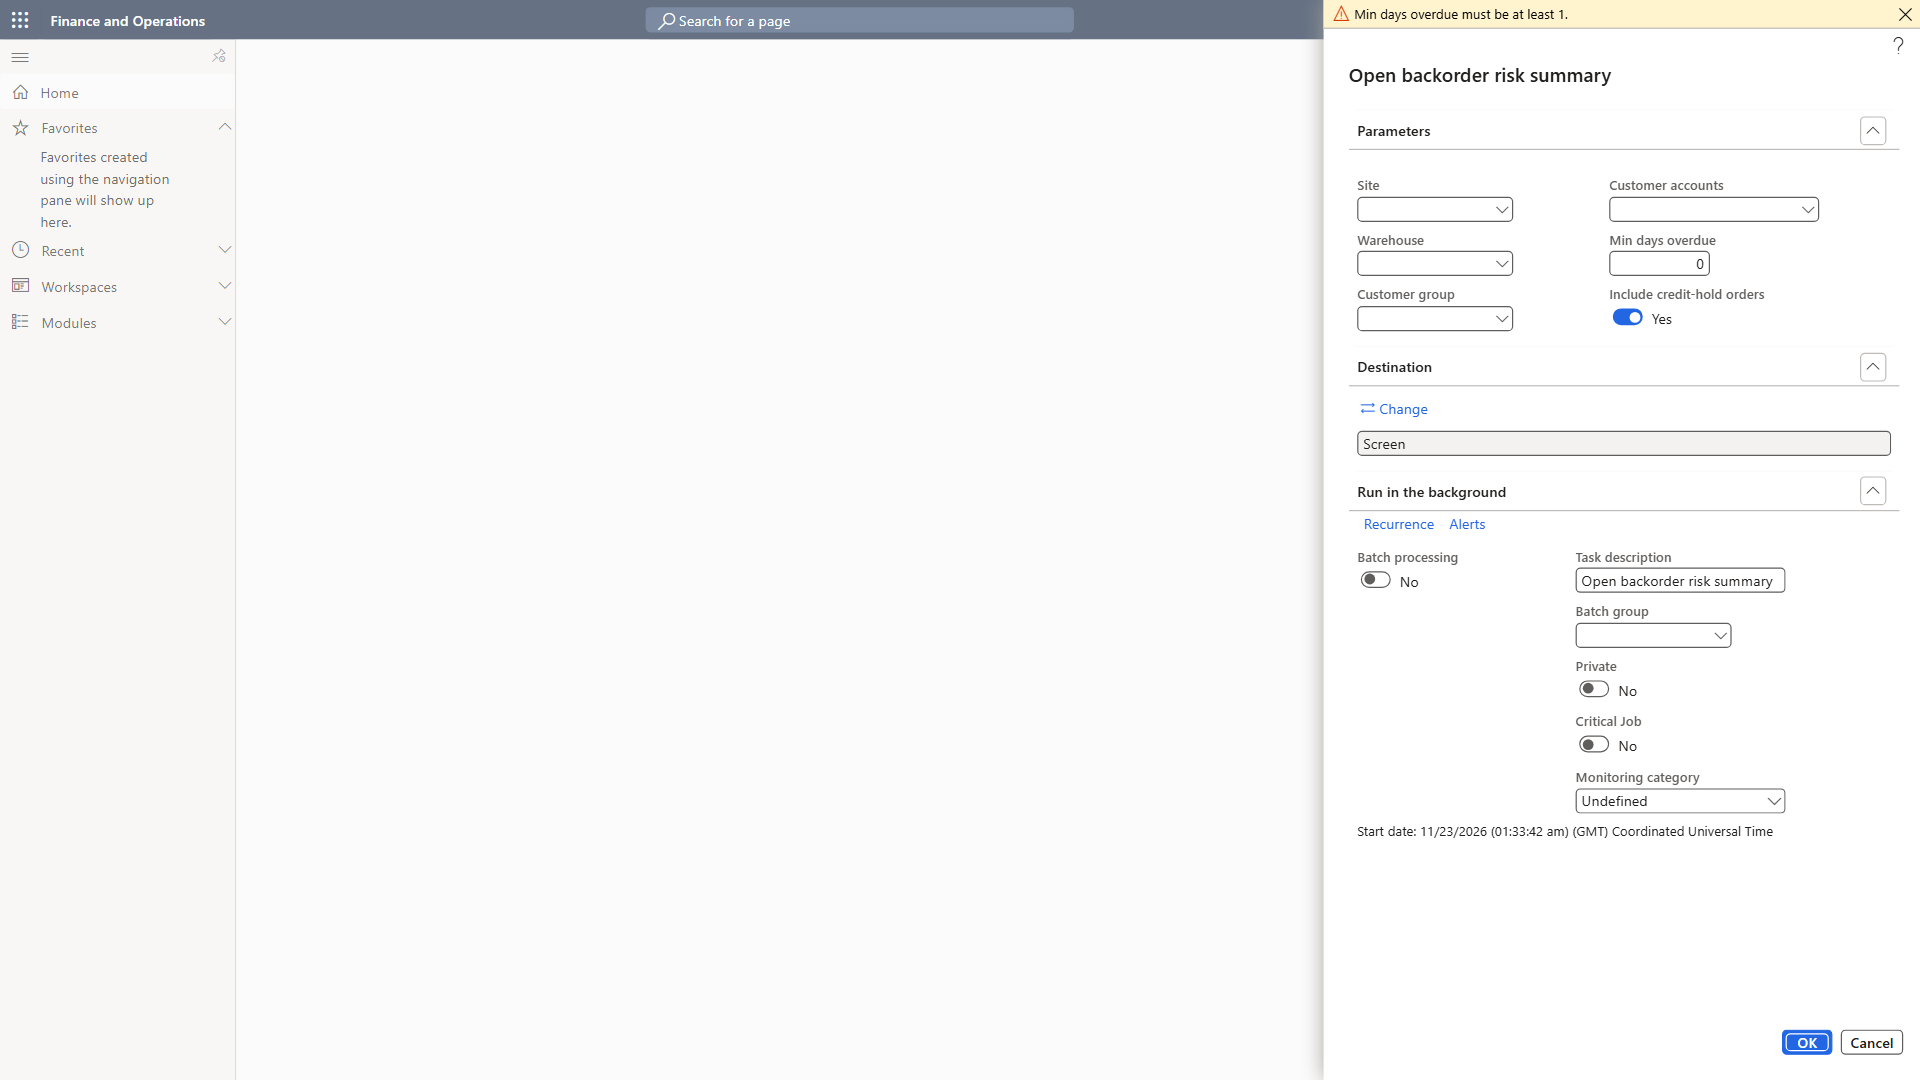 Finance and Operations
Search for a page
Min days overdue must be at least 1.
?
Home
Favorites
Favorites created
using the navigation
pane will show up
here.
Recent
Workspaces
Modules
Open backorder risk summary
Parameters
Site
Customer accounts
Warehouse
Min days overdue
0
Customer group
Include credit-hold orders
Yes
Destination
Change
Screen
Run in the background
Recurrence Alerts
Batch processing
No
Task description
Open backorder risk summary
Batch group
Private
No
Critical Job
No
Monitoring category
Undefined
Start date: 11/23/2026 (01:33:42 am) (GMT) Coordinated Universal Time
OK Cancel